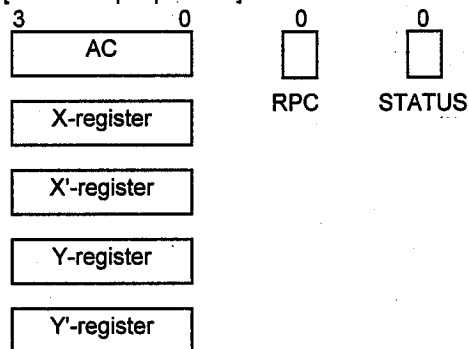 3 0 0 0
AC
RPC STATUS
X-register
X'-register
Y-register
Y'-register